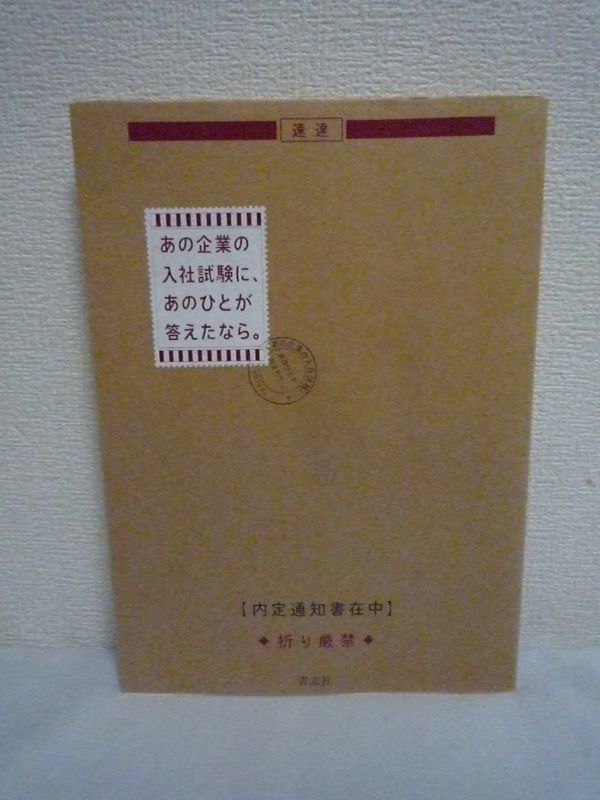 速達
あの企業の
入社試験に、
あのひとが
答えたなら。
【内定通知書在中】
◆折り厳禁◆
青志社